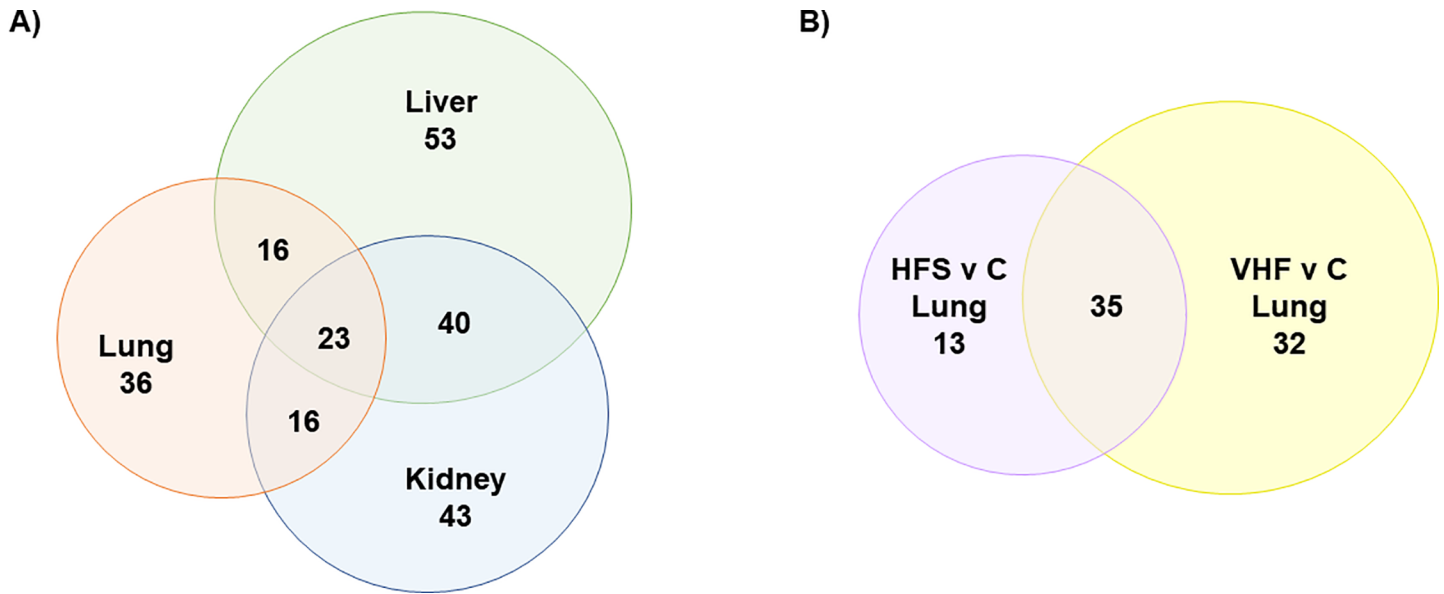 A)
Liver
53
16
23
40
Lung
36
16
Kidney
43
B)
HFS v C
Lung
13
35
VHF v C
Lung
32